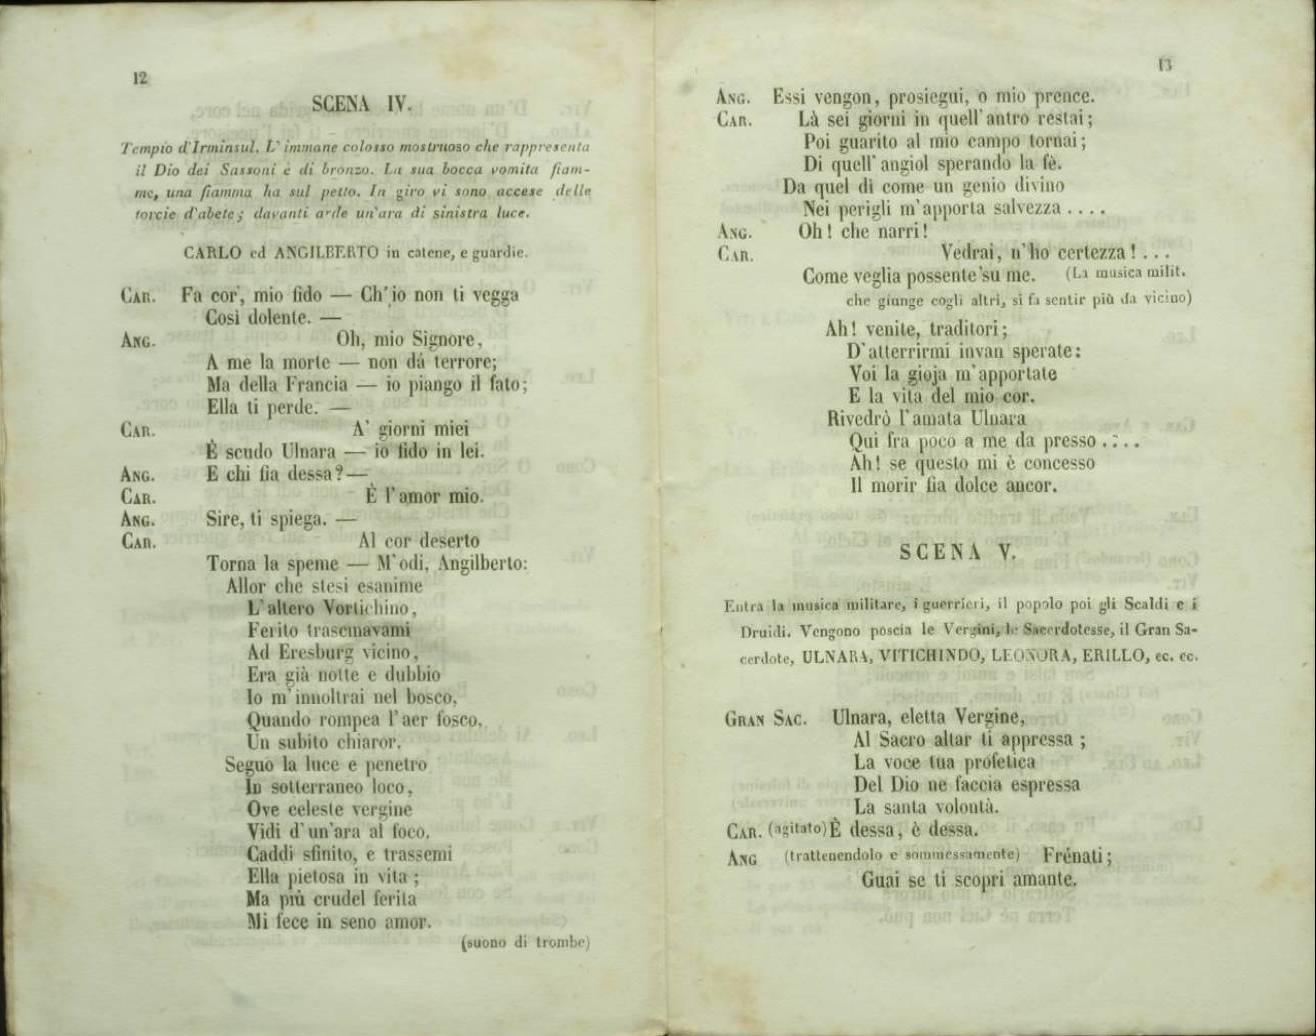 12
SCENA IV.
Tempio d'Irminsul. L'immane colosso mostruoso che rappresenta
il Dio dei Sassoni è di bronzo. La sua bocca vomita fiam-
me, una fiamma ha sul petto. In giro vi sono accese delle
torcie d'abete; davanti arde un'ara di sinistra luce.
CARLO ed ANGILBERTO in catene, e guardie.
CAR. Fa cor', mio fido — Ch' io non ti vegga
Così dolente. —
ANG. Oh, mio Signore,
A me la morte — non dá terrore;
Ma della Francia — io piango il fato;
Ella ti perde. —
CAR. A' giorni miei
È scudo Ulnara — io fido in lei.
ANG. E chi fia dessa? —
CAR. È l'amor mio.
ANG. Sire, ti spiega. —
CAR. Al cor deserto
Torna la speme — M'odi, Angilberto:
Allor che stesi esanime
L'altero Vortichino,
Ferito trascinavami
Ad Eresburg vicino,
Era già notte e dubbio
Io m'innoltrai nel bosco,
Quando rompea l'aer fosco,
Un subito chiaror.
Seguo la luce e penetro
In sotterraneo loco,
Ove celeste vergine
Vidi d'un'ara al foco.
Caddi sfinito, e trassemi
Ella pietosa in vita;
Ma più crudel ferita
Mi fece in seno amor.
(suono di trombe)
13
ANG. Essi vengon, prosiegui, o mio prence.
CAR. Là sei giorni in quell'antro restai;
Poi guarito al mio campo tornai;
Di quell'angiol sperando la fè.
Da quel dì come un genio divino
Nei perigli m'apporta salvezza ....
ANG. Oh! che narri!
CAR. Vedrai, n'ho certezza! ...
Come veglia possente su me. (La musica milit.
che giunge cogli altri, si fa sentir più da vicino)
Ah! venite, traditori;
D'atterrirmi invan sperate:
Voi la gioja m'apportate
E la vita del mio cor.
Rivedrò l'amata Ulnara
Qui fra poco a me da presso ....
Ah! se questo mi è concesso
Il morir fia dolce ancor.
SCENA V.
Entra la musica militare, i guerrieri, il popolo poi gli Scaldi e i
Druidi. Vengono poscia le Vergini, le Sacerdotesse, il Gran Sa-
cerdote, ULNARA, VITICHINDO, LEONORA, ERILLO, ec. ec.
GRAN SAC. Ulnara, eletta Vergine,
Al Sacro altar ti appressa;
La voce tua profetica
Del Dio ne faccia espressa
La santa volontà.
CAR. (agitato) È dessa, è dessa.
ANG (trattenendolo e sommessamente) Frénati;
Guai se ti scopri amante.